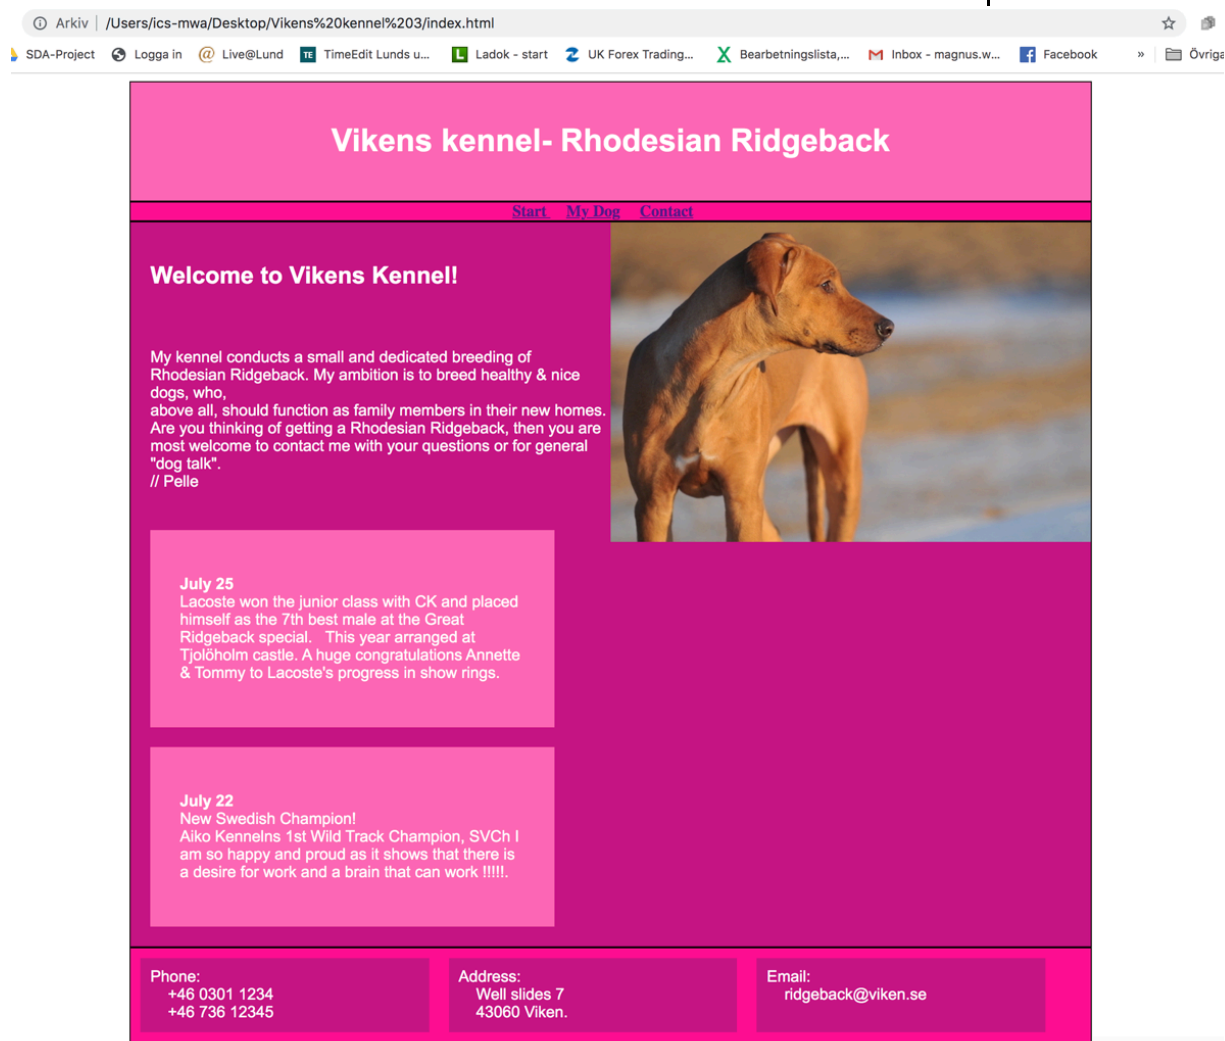 Arkiv /Users/ics-mwa/Desktop/Vikens%20kennel%203/index.html
SDA-Project Logga in Live@Lund TE TimeEdit Lunds u... L Ladok - start UK Forex Trading... Bearbetningslista,... Inbox - magnus.w... Facebook » Övriga
Vikens kennel- Rhodesian Ridgeback
Start My Dog Contact
Welcome to Vikens Kennel!
My kennel conducts a small and dedicated breeding of
Rhodesian Ridgeback. My ambition is to breed healthy & nice
dogs, who,
above all, should function as family members in their new homes.
Are you thinking of getting a Rhodesian Ridgeback, then you are
most welcome to contact me with your questions or for general
"dog talk".
// Pelle
July 25
Lacoste won the junior class with CK and placed
himself as the 7th best male at the Great
Ridgeback special. This year arranged at
Tjolöholm castle. A huge congratulations Annette
& Tommy to Lacoste's progress in show rings.
July 22
New Swedish Champion!
Aiko Kennelns 1st Wild Track Champion, SVCh I
am so happy and proud as it shows that there is
a desire for work and a brain that can work !!!!!.
Phone:
+46 0301 1234
+46 736 12345
Address:
Well slides 7
43060 Viken.
Email:
ridgeback@viken.se